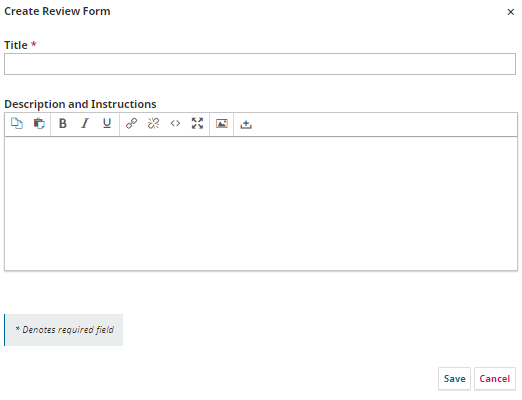 Create Review Form
×
Title *
Description and Instructions
B I U <>
* Denotes required field
Save Cancel